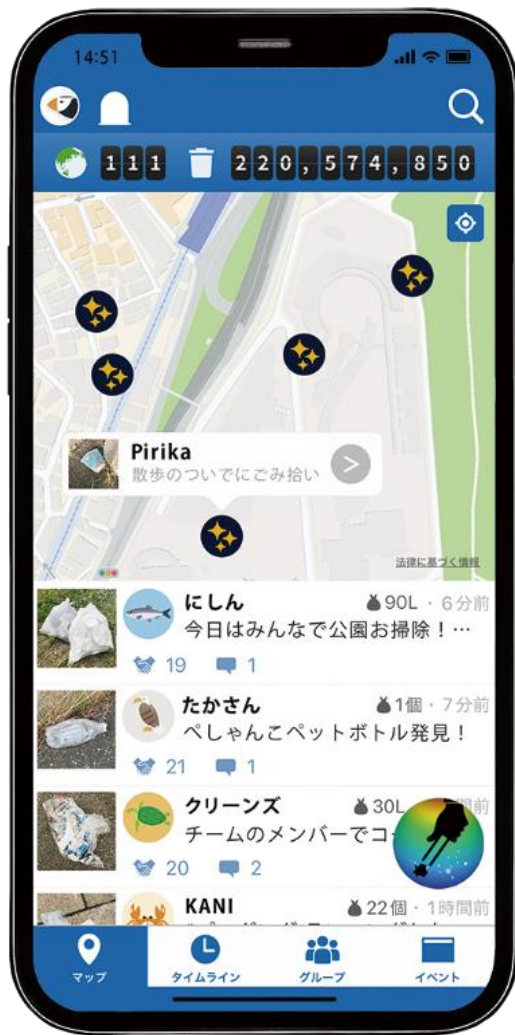 14:51
111 220,574,850
Pirika
散歩のついでにごみ拾い
法律に基づく情報
にしん 90L・6分前
今日はみんなで公園お掃除！…
19 1
たかさん 1個・7分前
ぺしゃんこペットボトル発見！
21 1
クリーンズ 30L 間前
チームのメンバーでコー
20 2
KANI 22個・1時間前
マップ タイムライン グループ イベント